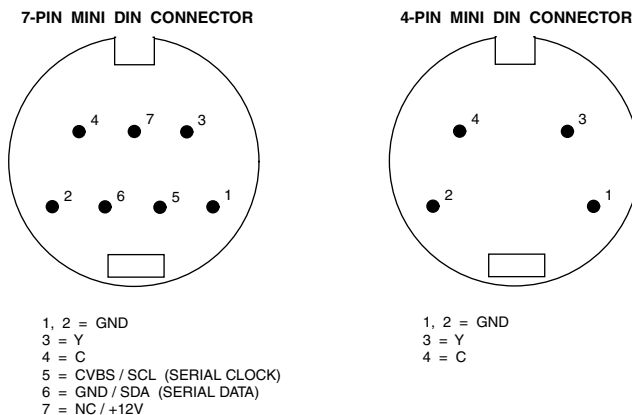 7-PIN MINI DIN CONNECTOR
4 7 3
2 6 5 1
1, 2 = GND
3 = Y
4 = C
5 = CVBS / SCL (SERIAL CLOCK)
6 = GND / SDA (SERIAL DATA)
7 = NC / +12V
4-PIN MINI DIN CONNECTOR
4 3
2 1
1, 2 = GND
3 = Y
4 = C